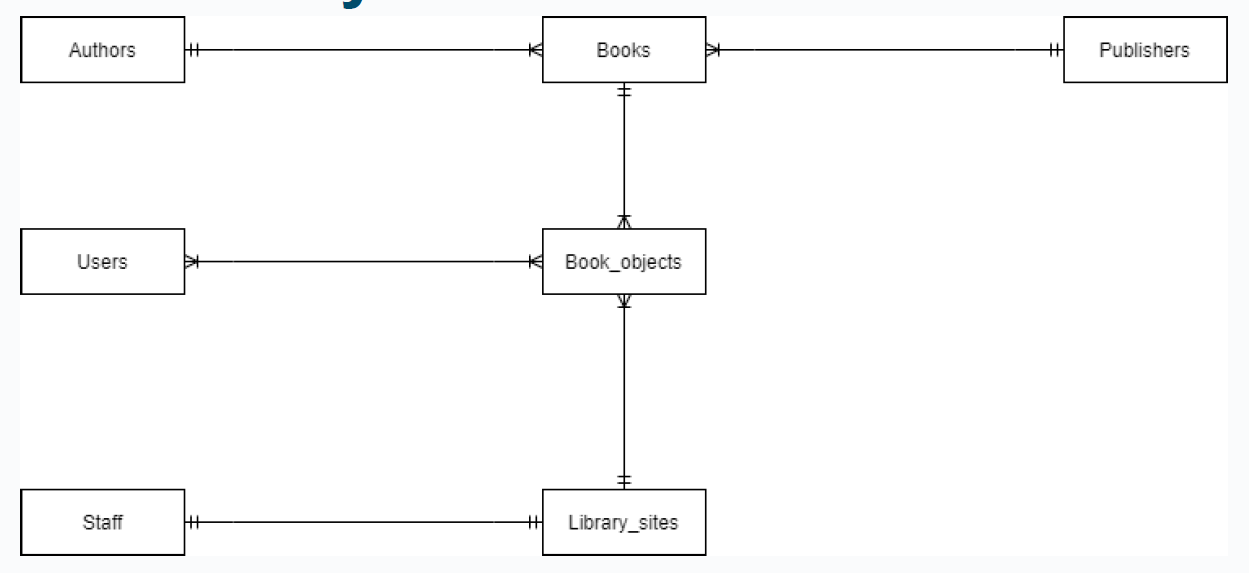 Authors
Books
Publishers
Users
Book_objects
Staff
Library_sites